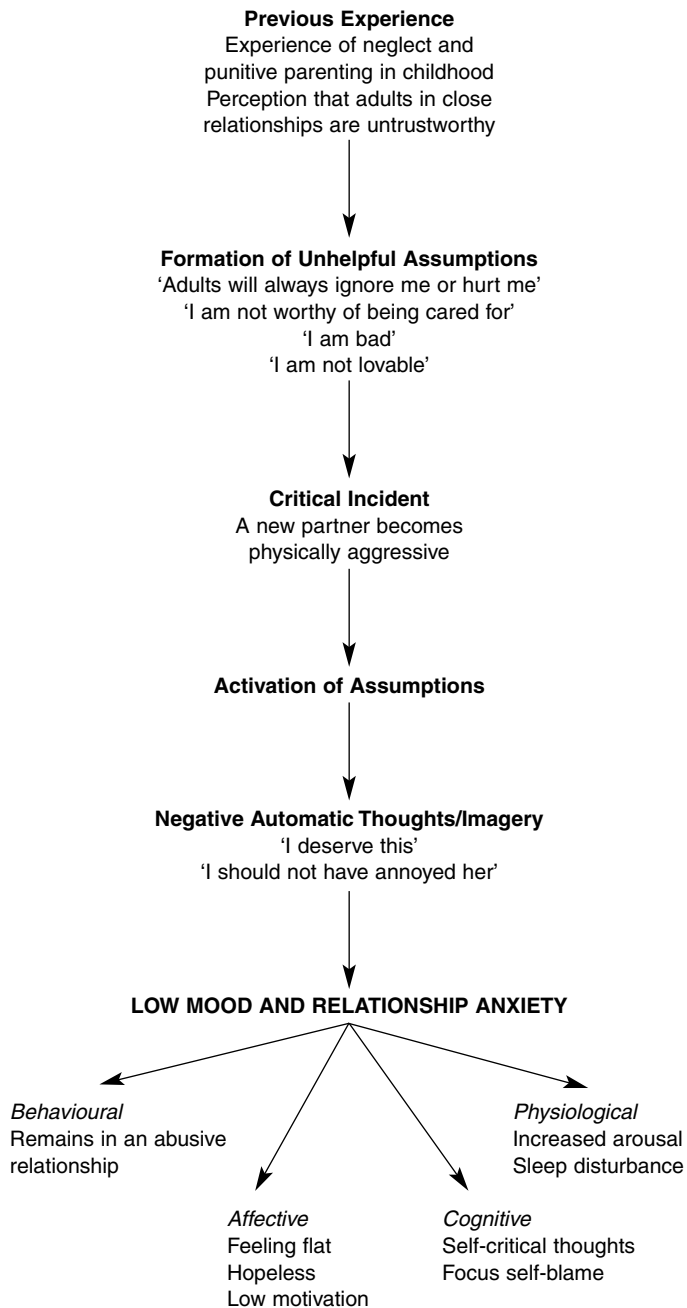 Previous Experience
Experience of neglect and
punitive parenting in childhood
Perception that adults in close
relationships are untrustworthy
Formation of Unhelpful Assumptions
‘Adults will always ignore me or hurt me’
‘I am not worthy of being cared for’
‘I am bad’
‘I am not lovable’
Critical Incident
A new partner becomes
physically aggressive
Activation of Assumptions
Negative Automatic Thoughts/Imagery
‘I deserve this’
‘I should not have annoyed her’
LOW MOOD AND RELATIONSHIP ANXIETY
Behavioural
Remains in an abusive
relationship
Affective
Feeling flat
Hopeless
Low motivation
Cognitive
Self-critical thoughts
Focus self-blame
Physiological
Increased arousal
Sleep disturbance